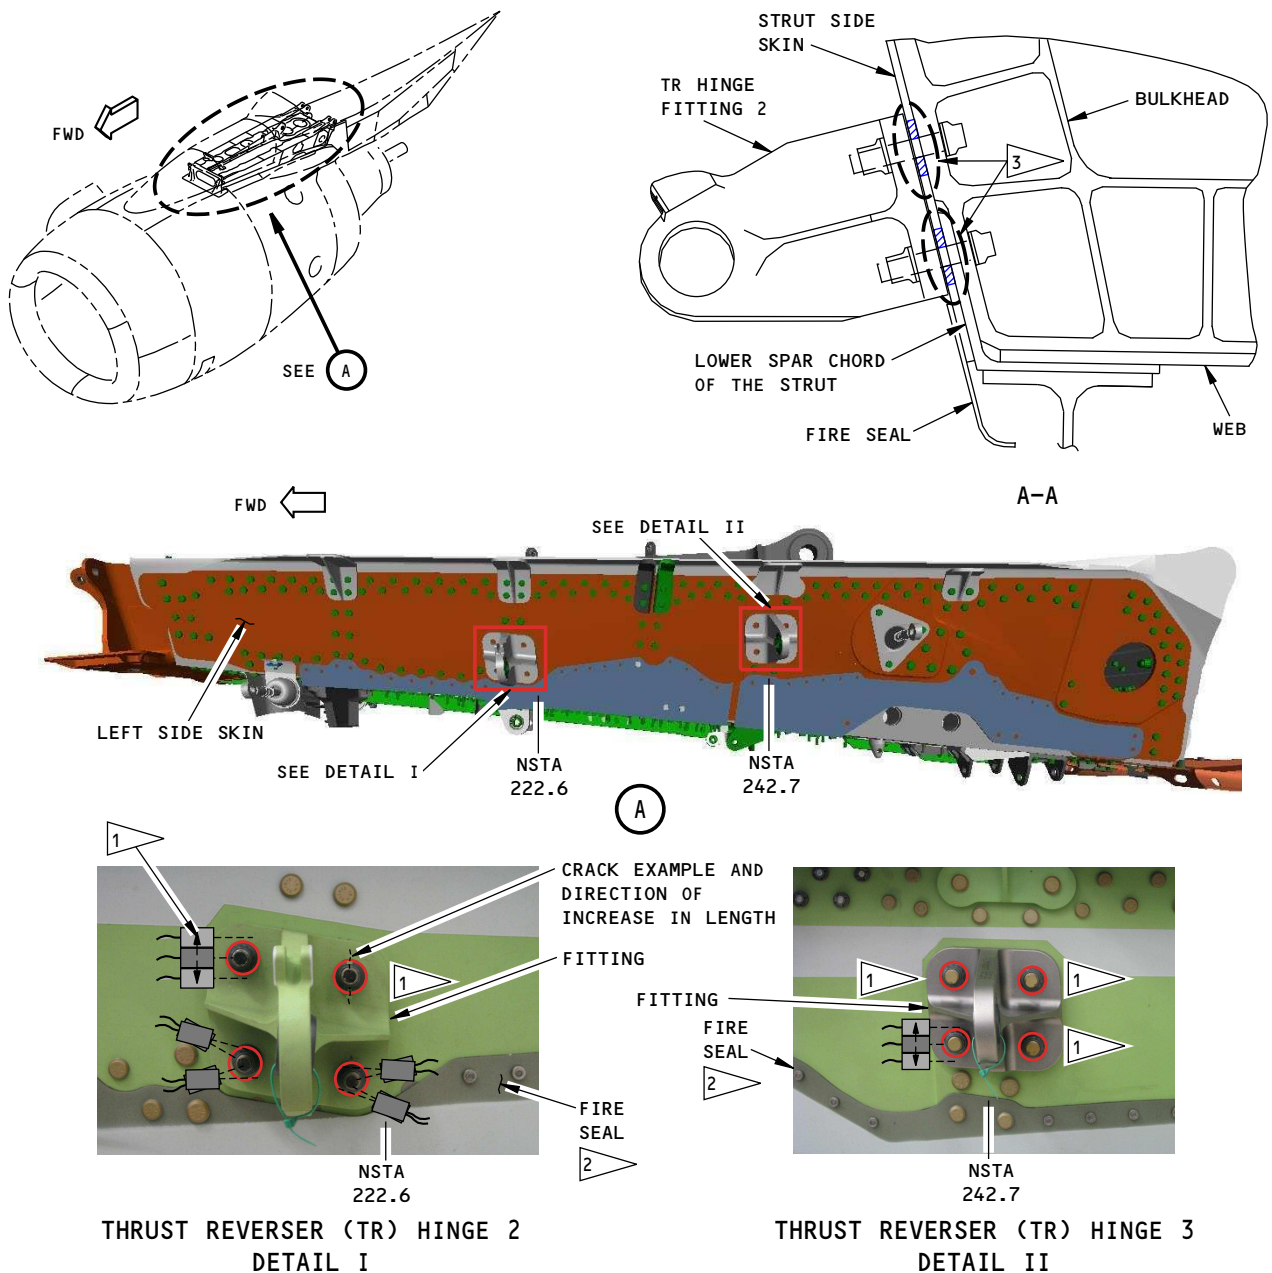 FWD
SEE A
STRUT SIDE
SKIN
TR HINGE
FITTING 2
BULKHEAD
3
LOWER SPAR CHORD
OF THE STRUT
FIRE SEAL
WEB
A-A
FWD
SEE DETAIL II
LEFT SIDE SKIN
SEE DETAIL I
NSTA
222.6
NSTA
242.7
A
1
CRACK EXAMPLE AND
DIRECTION OF
INCREASE IN LENGTH
1
FITTING
FIRE
SEAL
2
NSTA
222.6
THRUST REVERSER (TR) HINGE 2
DETAIL I
1
1
FITTING
FIRE
SEAL
2
1
NSTA
242.7
THRUST REVERSER (TR) HINGE 3
DETAIL II